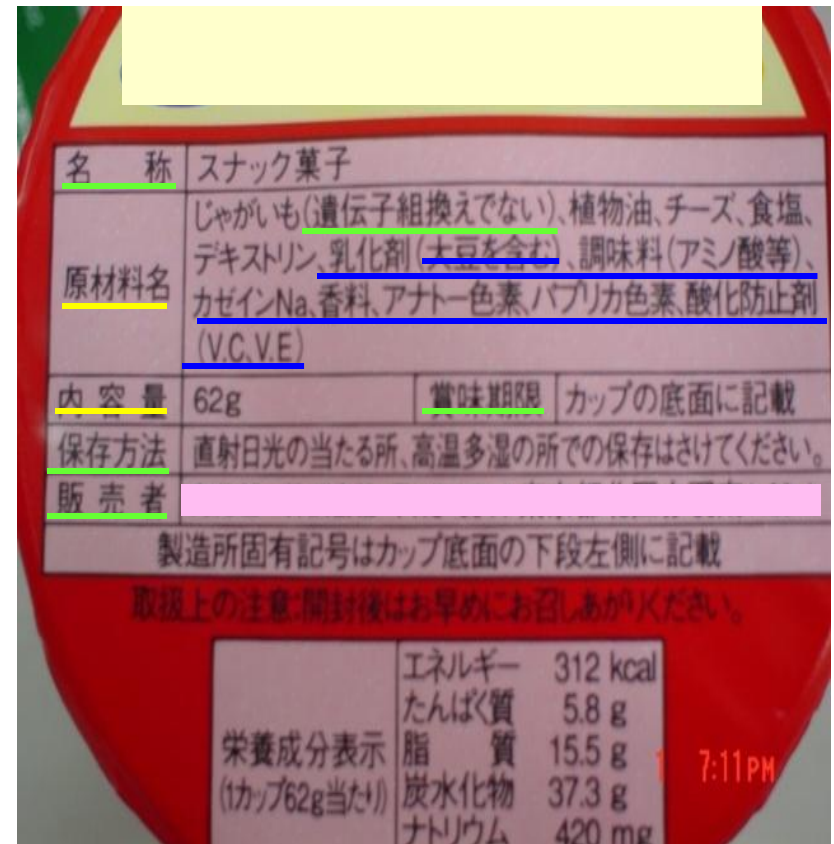 名称 スナック菓子
原材料名 じゃがいも(遺伝子組換えでない)、植物油、チーズ、食塩、
デキストリン、乳化剤(大豆を含む)、調味料(アミノ酸等)、
カゼインNa、香料、アナトー色素、パプリカ色素、酸化防止剤
(V.C、V.E)
内容量 62g 賞味期限 カップの底面に記載
保存方法 直射日光の当たる所、高温多湿の所での保存はさけてください。
販売者
製造所固有記号はカップ底面の下段左側に記載
取扱上の注意:開封後はお早めにお召しあがりください。
栄養成分表示
(1カップ62g当たり)
エネルギー 312 kcal
たんぱく質 5.8 g
脂質 15.5 g
炭水化物 37.3 g
ナトリウム 420 mg
1 7:11PM